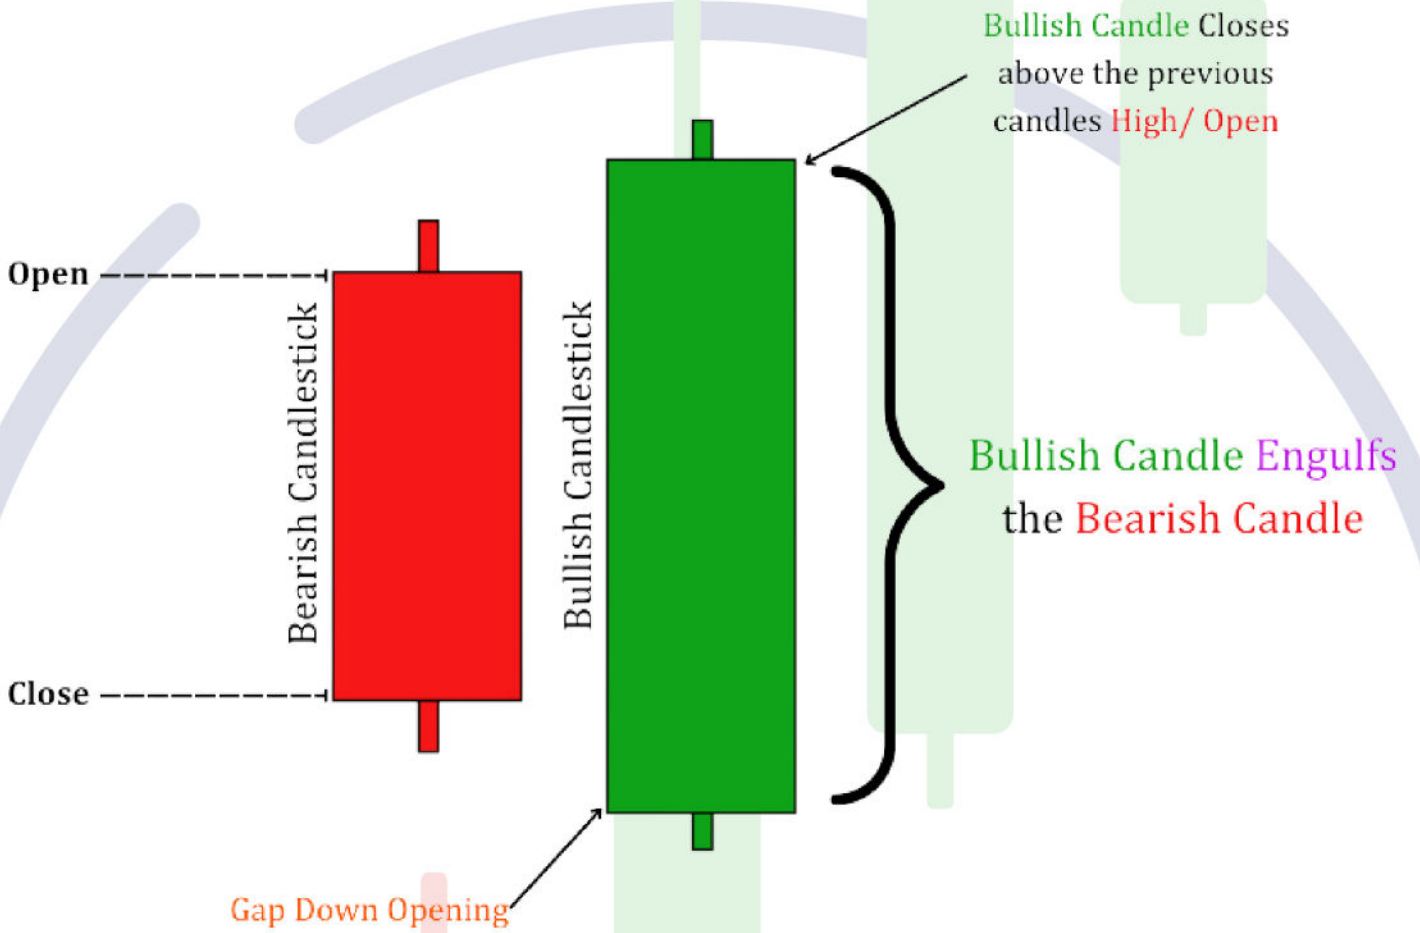 Bullish Candle Closes
above the previous
candles High/ Open
Open
Bearish Candlestick
Bullish Candlestick
Bullish Candle Engulfs
the Bearish Candle
Close
Gap Down Opening